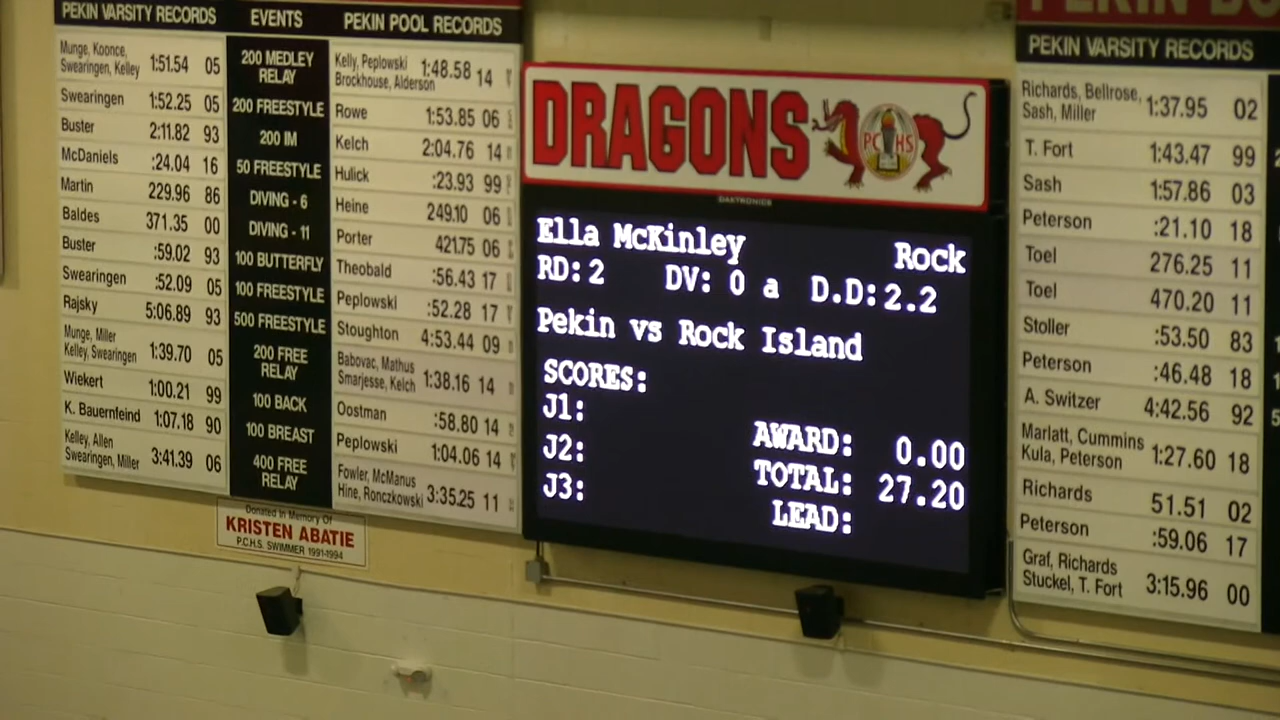 PEKIN VARSITY RECORDS
EVENTS
PEKIN POOL RECORDS
Munge, Koonce,
Swearingen, Kelley 1:51.54 05
200 MEDLEY
RELAY
Kelly, Peplowski
Brockhouse, Alderson 1:48.58 14
Swearingen 1:52.25 05
200 FREESTYLE
Rowe 1:53.85 06
Buster 2:11.82 93
200 IM
Kelch 2:04.76 14
McDaniels :24.04 16
50 FREESTYLE
Hulick :23.93 99
Martin 229.96 86
DIVING - 6
Heine 249.10 06
Baldes 371.35 00
DIVING - 11
Porter 421.75 06
Buster :59.02 93
100 BUTTERFLY
Theobald :56.43 17
Swearingen :52.09 05
100 FREESTYLE
Peplowski :52.28 17
Rajsky 5:06.89 93
500 FREESTYLE
Stoughton 4:53.44 09
Munge, Miller
Kelley, Swearingen 1:39.70 05
200 FREE
RELAY
Babovac, Mathus
Smarjesse, Kelch 1:38.16 14
Wiekert 1:00.21 99
100 BACK
Oostman :58.80 14
K. Bauernfeind 1:07.18 90
100 BREAST
Peplowski 1:04.06 14
Kelley, Allen
Swearingen, Miller 3:41.39 06
400 FREE
RELAY
Fowler, McManus
Hine, Ronczkowski 3:35.25 11
Donated in Memory Of
KRISTEN ABATIE
P.C.H.S. SWIMMER 1991-1994
DRAGONS
PC HS
DAKTRONICS
Ella McKinley Rock
RD: 2 DV: 0 a D.D:2.2
Pekin vs Rock Island
SCORES:
J1:
J2:
J3:
AWARD: 0.00
TOTAL: 27.20
LEAD:
PEKIN
PEKIN VARSITY RECORDS
Richards, Bellrose,
Sash, Miller 1:37.95 02
T. Fort 1:43.47 99
Sash 1:57.86 03
Peterson :21.10 18
Toel 276.25 11
Toel 470.20 11
Stoller :53.50 83
Peterson :46.48 18
A. Switzer 4:42.56 92
Marlatt, Cummins
Kula, Peterson 1:27.60 18
Richards 51.51 02
Peterson :59.06 17
Graf, Richards
Stuckel, T. Fort 3:15.96 00